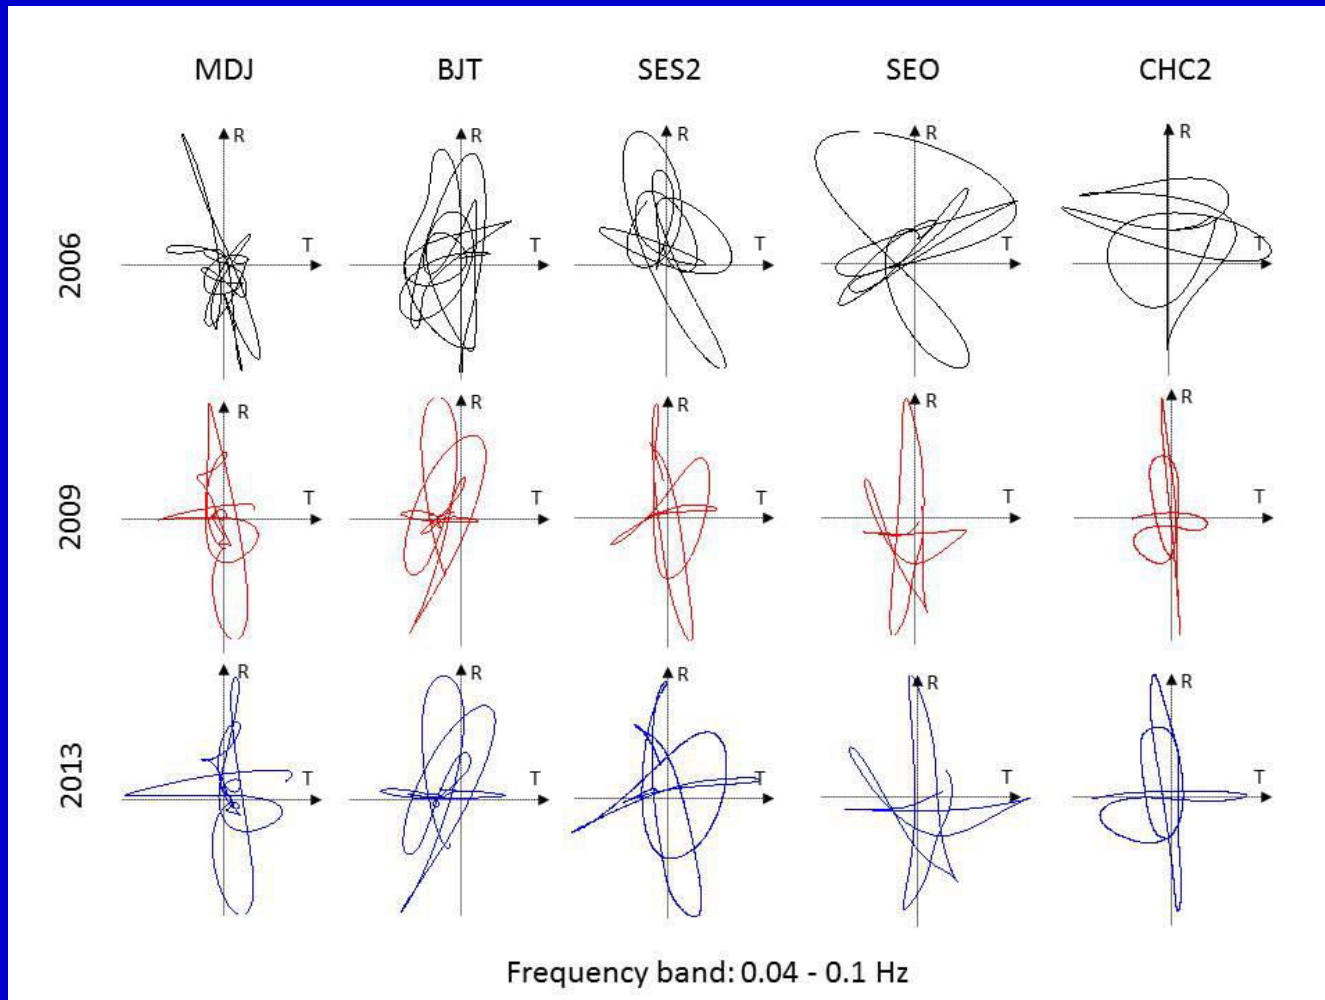 MDJ BJT SES2 SEO CHC2
R R R R R
2006 T T T T T
R R R R R
2009 T T T T T
R R R R R
2013 T T T T T
Frequency band: 0.04 - 0.1 Hz